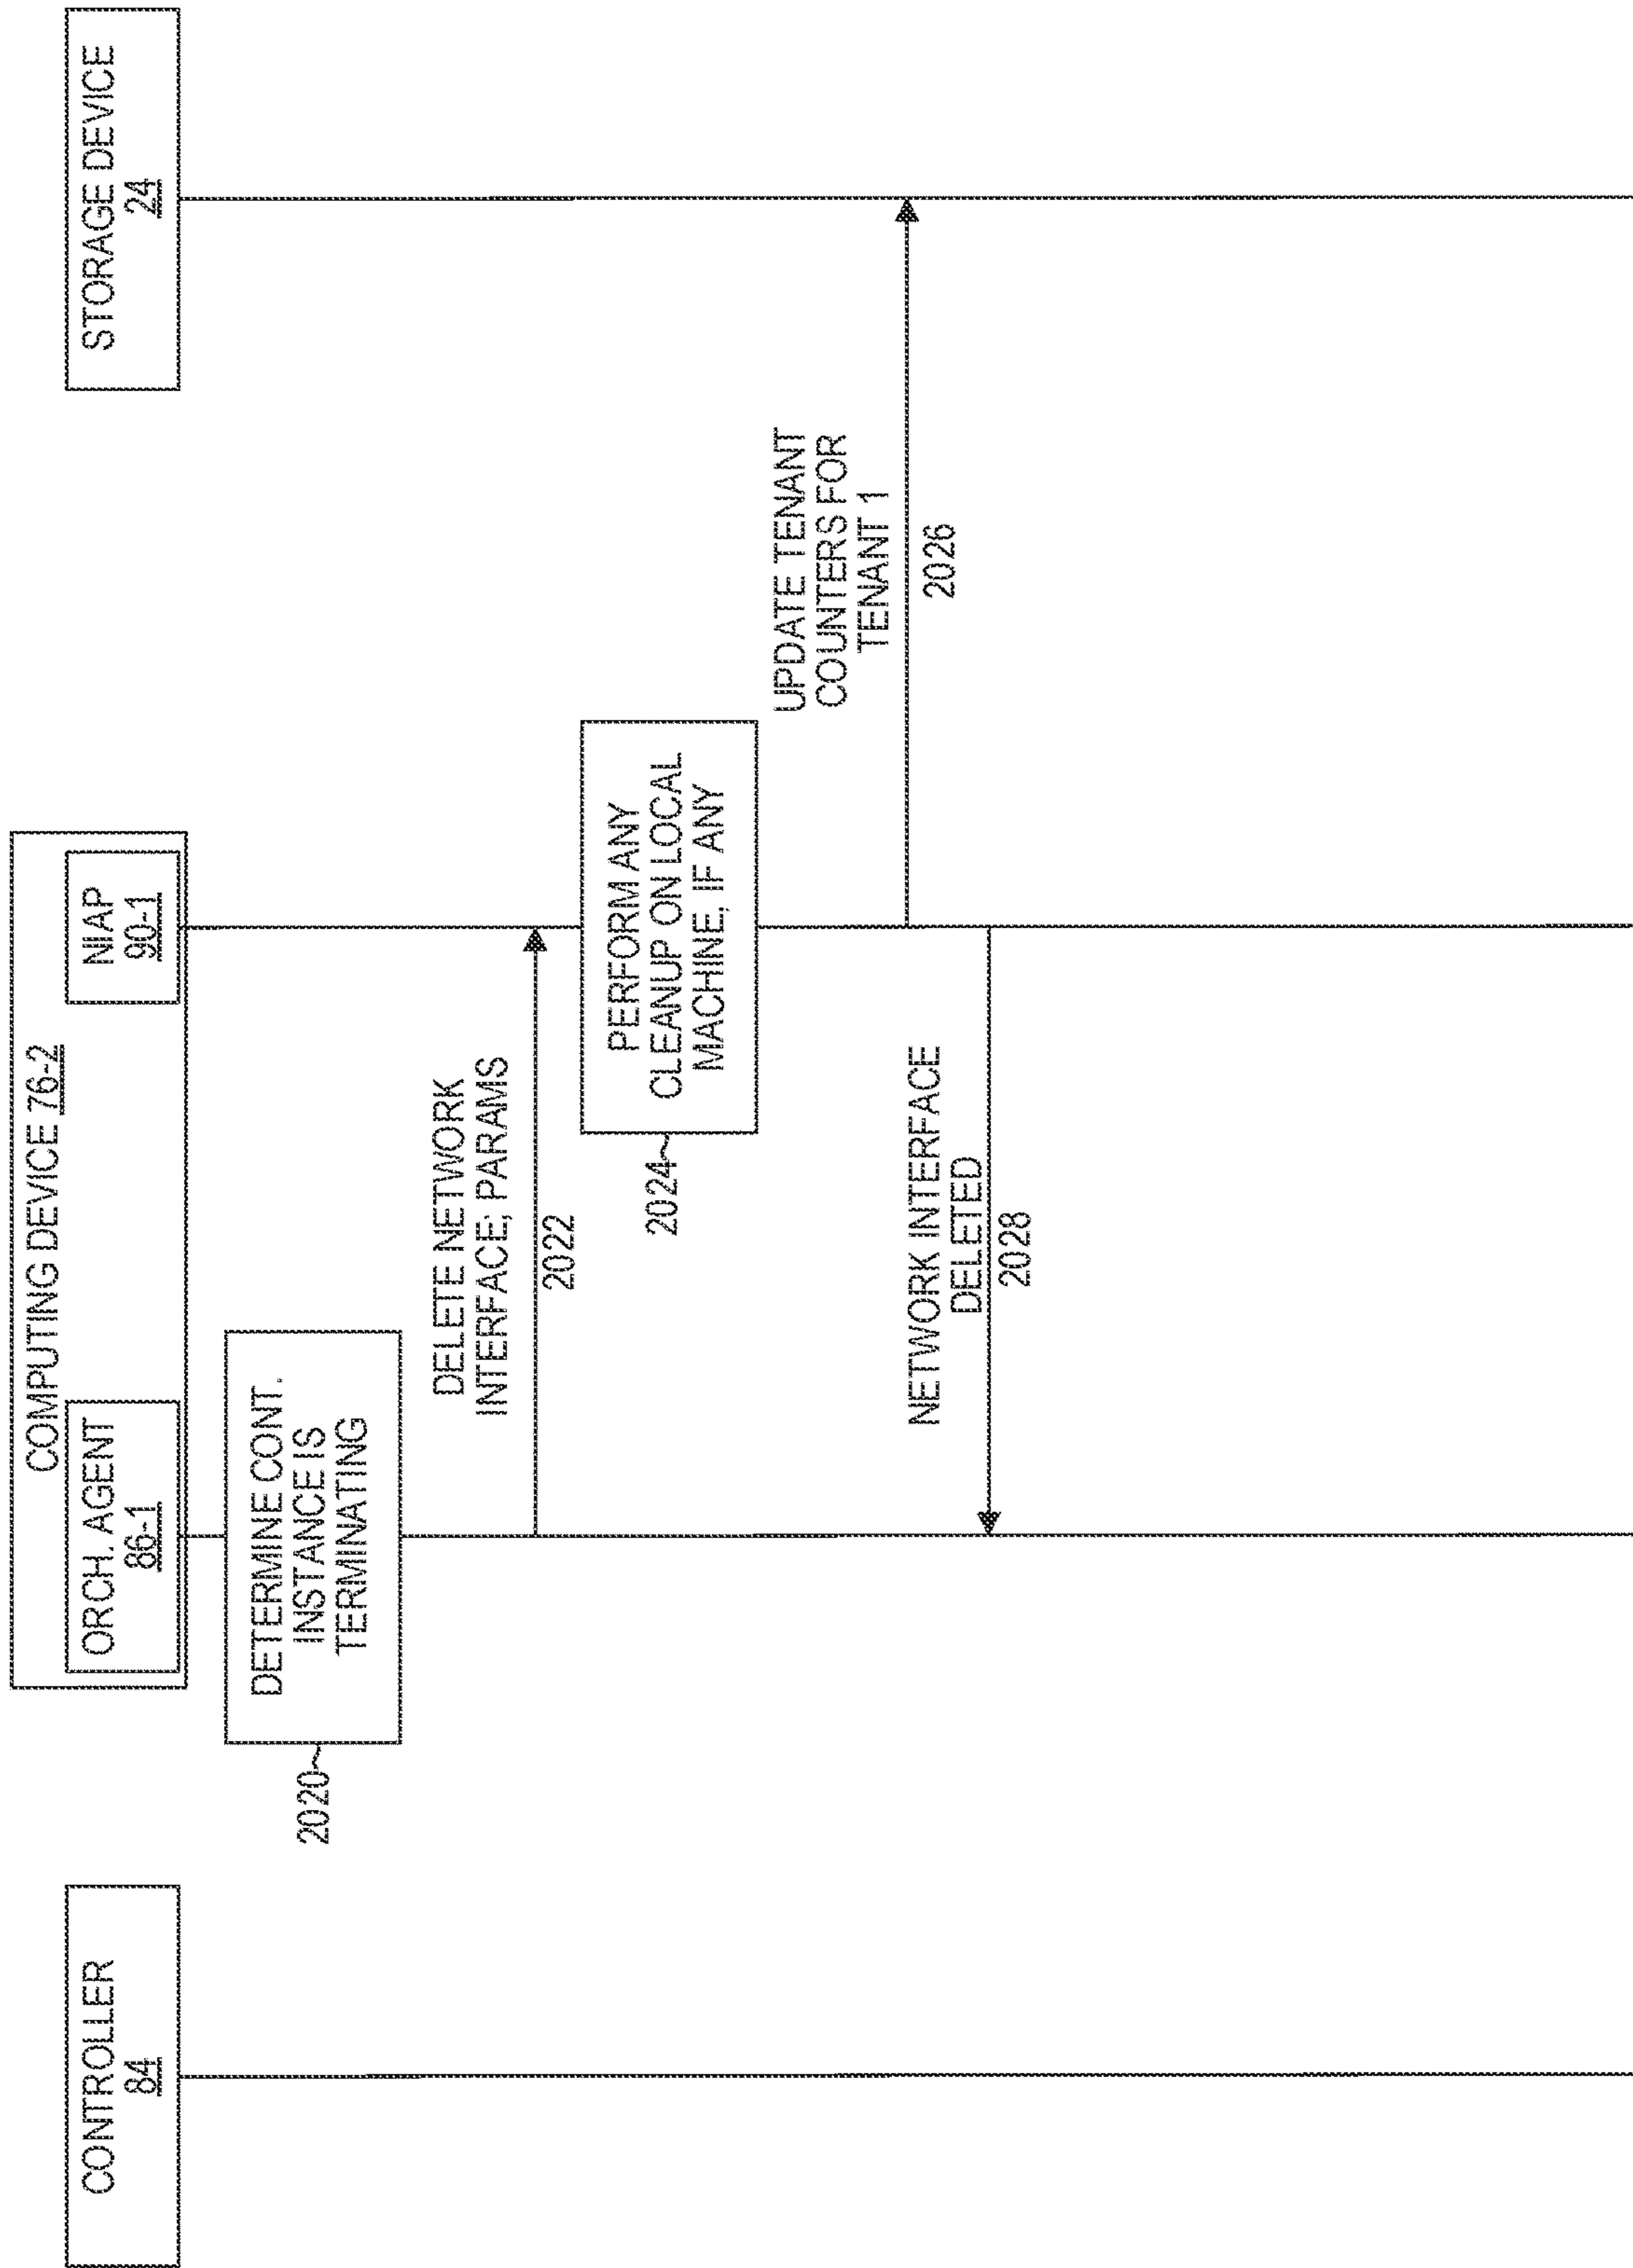 CONTROLLER
84
COMPUTING DEVICE 76-2
ORCH. AGENT
86-1
NIAP
90-1
STORAGE DEVICE
24
DETERMINE CONT.
INSTANCE IS
TERMINATING
2020
DELETE NETWORK
INTERFACE; PARAMS
2022
PERFORM ANY
CLEANUP ON LOCAL
MACHINE, IF ANY
2024
UPDATE TENANT
COUNTERS FOR
TENANT 1
2026
NETWORK INTERFACE
DELETED
2028